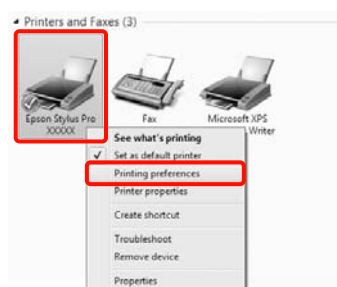 Printers and Faxes (3)
Epson Stylus Pro
XXXXX
Fax
Microsoft XPS
Writer
See what's printing
Set as default printer
Printing preferences
Printer properties
Create shortcut
Troubleshoot
Remove device
Properties